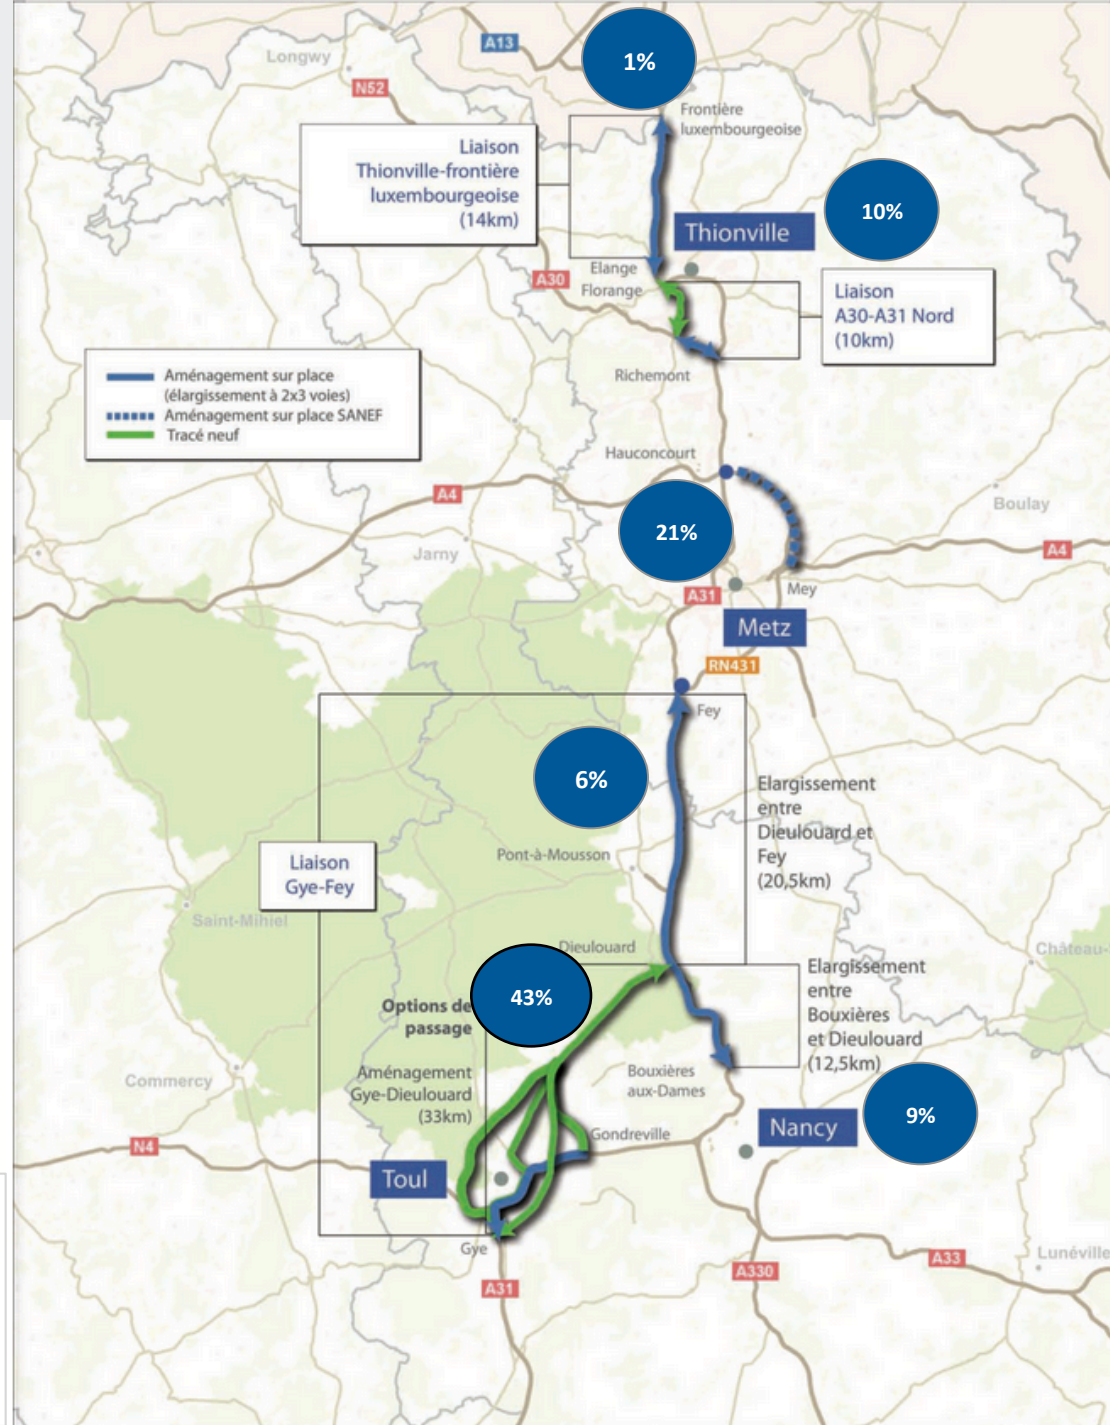 A13
1%
Longwy
N52
Frontière
luxembourgeoise
Liaison
Thionville-frontière
luxembourgeoise
(14km)
10%
Thionville
Elange
A30
Florange
Liaison
A30-A31 Nord
(10km)
Richemont
Aménagement sur place
(élargissement à 2x3 voies)
Aménagement sur place SANEF
Tracé neuf
Hauconcourt
A4
Boulay
21%
Jarny
A4
Mey
A31
Metz
RN431
Fey
6%
Elargissement
entre
Dieulouard et
Fey
(20,5km)
Pont-à-Mousson
Liaison
Gye-Fey
Saint-Mihiel
Dieulouard
Château-
43%
Elargissement
entre
Bouxières
et Dieulouard
(12,5km)
Options de
passage
Aménagement
Gye-Dieulouard
(33km)
Commercy
Bouxières
aux-Dames
9%
Nancy
Gondreville
N4
Toul
Gye
A31
A330
A33
Lunéville